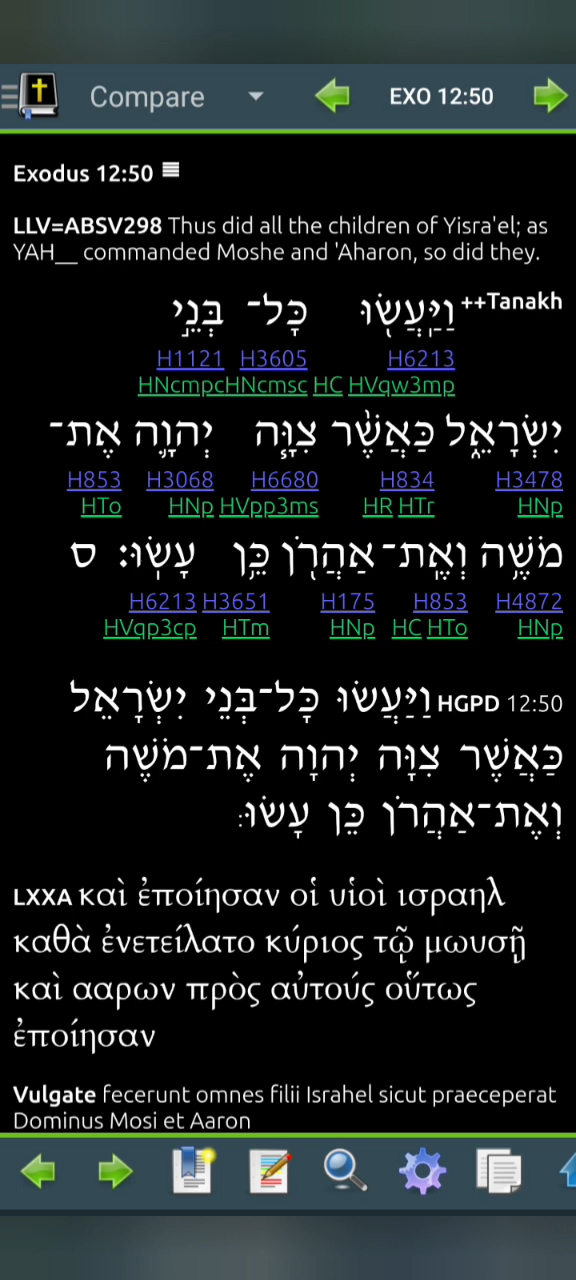 Compare
EXO 12:50
Exodus 12:50
LLV=ABSV298 Thus did all the children of Yisra'el; as
YAH__ commanded Moshe and 'Aharon, so did they.
++Tanakh וַיַּֽעֲשׂ֖וּ כָּל־ בְּנֵ֣י
H1121 H3605 H6213
HNcmpcHNcmsc HC HVqw3mp
יִשְׂרָאֵ֑ל כַּאֲשֶׁ֨ר צִוָּ֧ה יְהוָ֛ה אֶת־
H853 H3068 H6680 H834 H3478
HTo HNp HVpp3ms HR HTr HNp
מֹשֶׁ֥ה וְאֶֽת־ אַהֲרֹ֖ן כֵּ֥ן עָשֽׂוּ׃ ס
H6213 H3651 H175 H853 H4872
HVqp3cp HTm HNp HC HTo HNp
HGPD 12:50 וַיַּעֲשׂוּ כָּל־בְּנֵי יִשְׂרָאֵל
כַּאֲשֶׁר צִוָּה יְהוָה אֶת־מֹשֶׁה
וְאֶת־אַהֲרֹן כֵּן עָשׂוּ׃
LXXA καὶ ἐποίησαν οἱ υἱοὶ ισραηλ
καθὰ ἐνετείλατο κύριος τῷ μωυσῇ
καὶ ααρων πρὸς αὐτούς οὕτως
ἐποίησαν
Vulgate fecerunt omnes filii Israhel sicut praeceperat
Dominus Mosi et Aaron